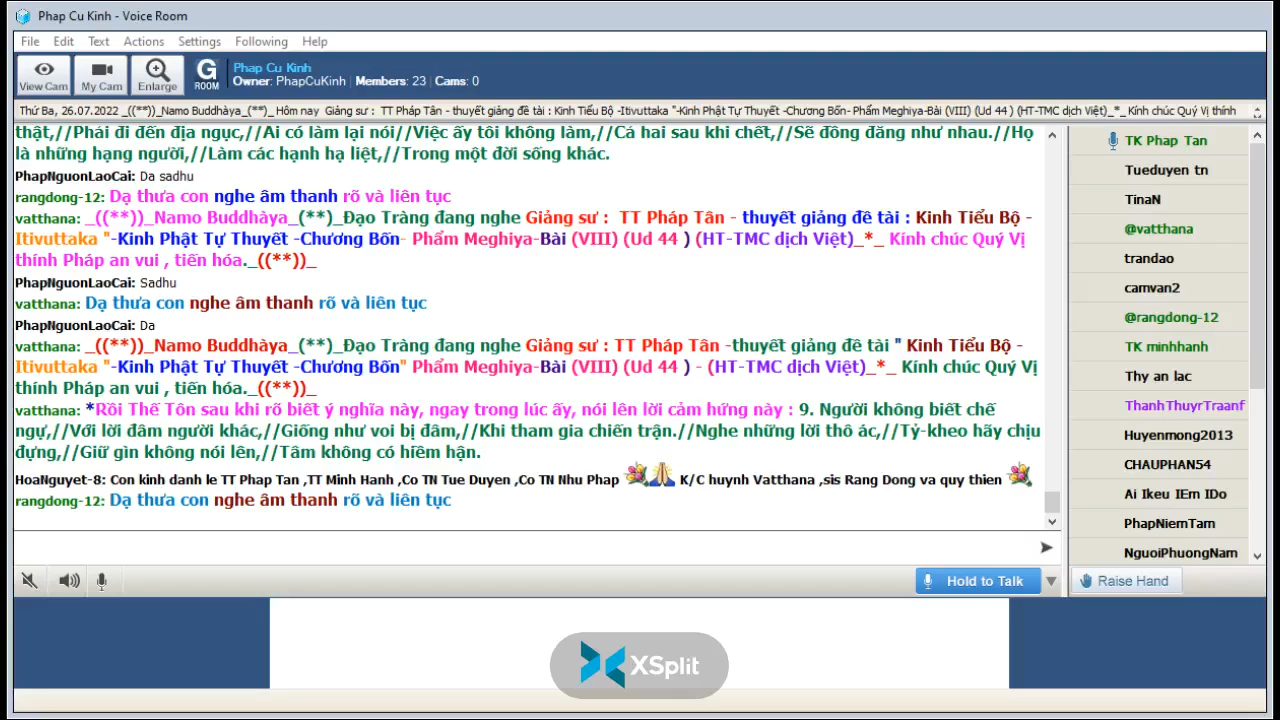 Phap Cu Kinh - Voice Room
File Edit Text Actions Settings Following Help
View Cam My Cam Enlarge G ROOM
Phap Cu Kinh
Owner: PhapCuKinh | Members: 23 | Cams: 0
Thứ Ba, 26.07.2022 _((**))_Namo Buddhàya_(**)_ Hôm nay Giảng sư : TT Pháp Tân - thuyết giảng đề tài : Kinh Tiểu Bộ -Itivuttaka "-Kinh Phật Tự Thuyết -Chương Bốn- Phẩm Meghiya-Bài (VIII) (Ud 44 ) (HT-TMC dịch Việt)_*_ Kính chúc Quý Vị thính
thật,//Phải đi đến địa ngục,//Ai có làm lại nói//Việc ấy tôi không làm,//Cả hai sau khi chết,//Sẽ đồng đẳng như nhau.//Họ
là những hạng người,//Làm các hạnh hạ liệt,//Trong một đời sống khác.
PhapNguonLaoCai: Da sadhu
rangdong-12: Dạ thưa con nghe âm thanh rõ và liên tục
vatthana: _((**))_Namo Buddhàya_(**)_Đạo Tràng đang nghe Giảng sư : TT Pháp Tân - thuyết giảng đề tài : Kinh Tiểu Bộ -
Itivuttaka "-Kinh Phật Tự Thuyết -Chương Bốn- Phẩm Meghiya-Bài (VIII) (Ud 44 ) (HT-TMC dịch Việt)_*_ Kính chúc Quý Vị
thính Pháp an vui , tiến hóa._((**))_
PhapNguonLaoCai: Sadhu
vatthana: Dạ thưa con nghe âm thanh rõ và liên tục
PhapNguonLaoCai: Da
vatthana: _((**))_Namo Buddhàya_(**)_Đạo Tràng đang nghe Giảng sư : TT Pháp Tân -thuyết giảng đề tài " Kinh Tiểu Bộ -
Itivuttaka "-Kinh Phật Tự Thuyết -Chương Bốn" Phẩm Meghiya-Bài (VIII) (Ud 44 ) - (HT-TMC dịch Việt)_*_ Kính chúc Quý Vị
thính Pháp an vui , tiến hóa._((**))_
vatthana: *Rồi Thế Tôn sau khi rõ biết ý nghĩa này, ngay trong lúc ấy, nói lên lời cảm hứng này : 9. Người không biết chế
ngự,//Với lời đâm người khác,//Giống như voi bị đâm,//Khi tham gia chiến trận.//Nghe những lời thô ác,//Tỷ-kheo hãy chịu
đựng,//Giữ gìn không nói lên,//Tâm không có hiềm hận.
HoaNguyet-8: Con kinh danh le TT Phap Tan ,TT Minh Hanh ,Co TN Tue Duyen ,Co TN Nhu Phap K/C huynh Vatthana ,sis Rang Dong va quy thien
rangdong-12: Dạ thưa con nghe âm thanh rõ và liên tục
TK Phap Tan
Tueduyen tn
TinaN
@vatthana
trandao
camvan2
@rangdong-12
TK minhhanh
Thy an lac
ThanhThuyrTraanf
Huyenmong2013
CHAUPHAN54
Ai Ikeu IEm IDo
PhapNiemTam
NguoiPhuongNam
Hold to Talk
Raise Hand
XSplit